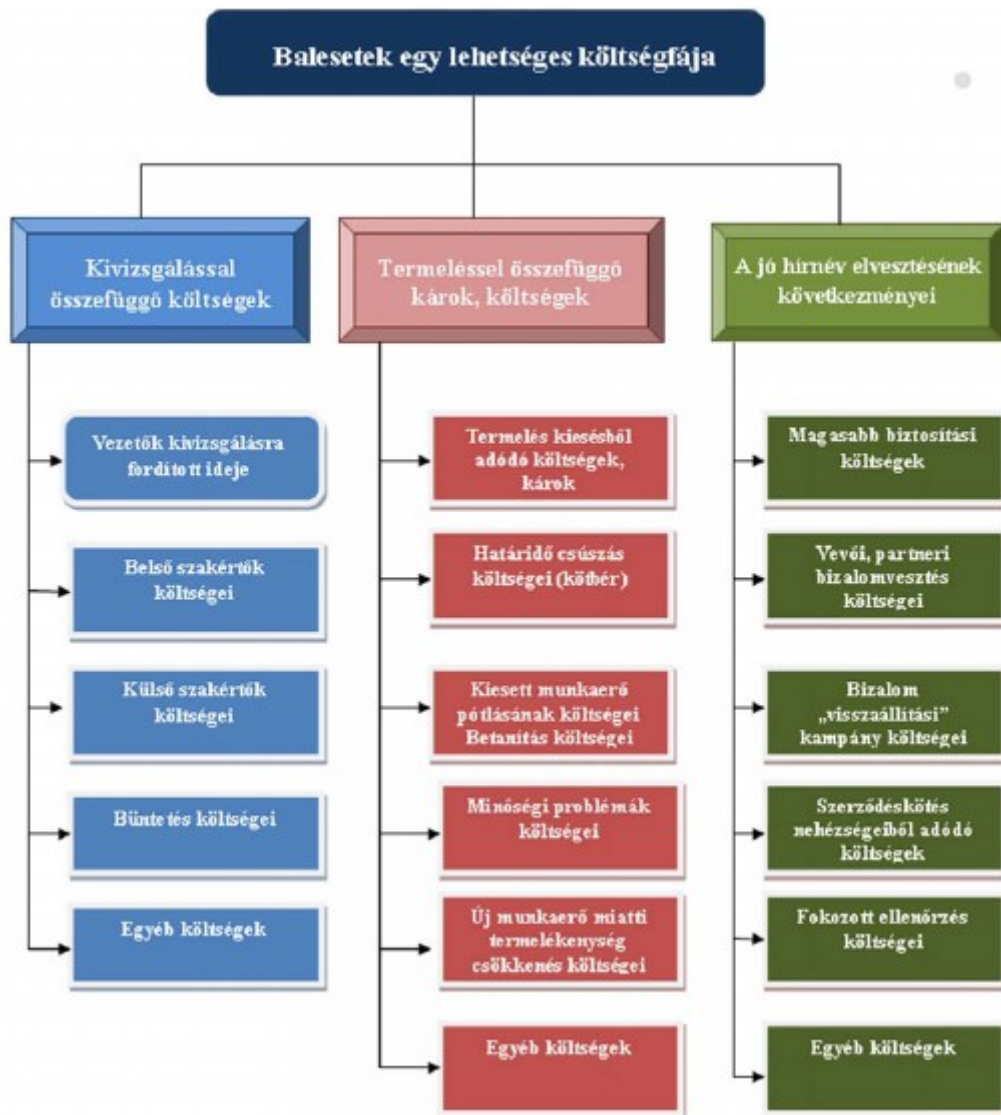 Balesetek egy lehetséges költségfája
Kivizsgálással
összefüggő költségek
Vezetők kivizsgálásra
fordított ideje
Belső szakértők
költségei
Külső szakértők
költségei
Büntetés költségei
Egyéb költségek
Termeléssel összefüggő
károk, költségek
Termelés kiesésből
adódó költségek,
károk
Határidő csúszás
költségei (kötbér)
Kiesett munkaerő
pótlásának költségei
Betanítás költségei
Minőségi problémák
költségei
Új munkaerő miatti
termelékenység
csökkenés költségei
Egyéb költségek
A jó hírnév elvesztésének
következményei
Magasabb biztosítási
költségek
Vevői, partneri
bizalomvesztés
költségei
Bizalom
„visszaállítási”
kampány költségei
Szerződéskötés
nehézségeiből adódó
költségek
Fokozott ellenőrzés
költségei
Egyéb költségek